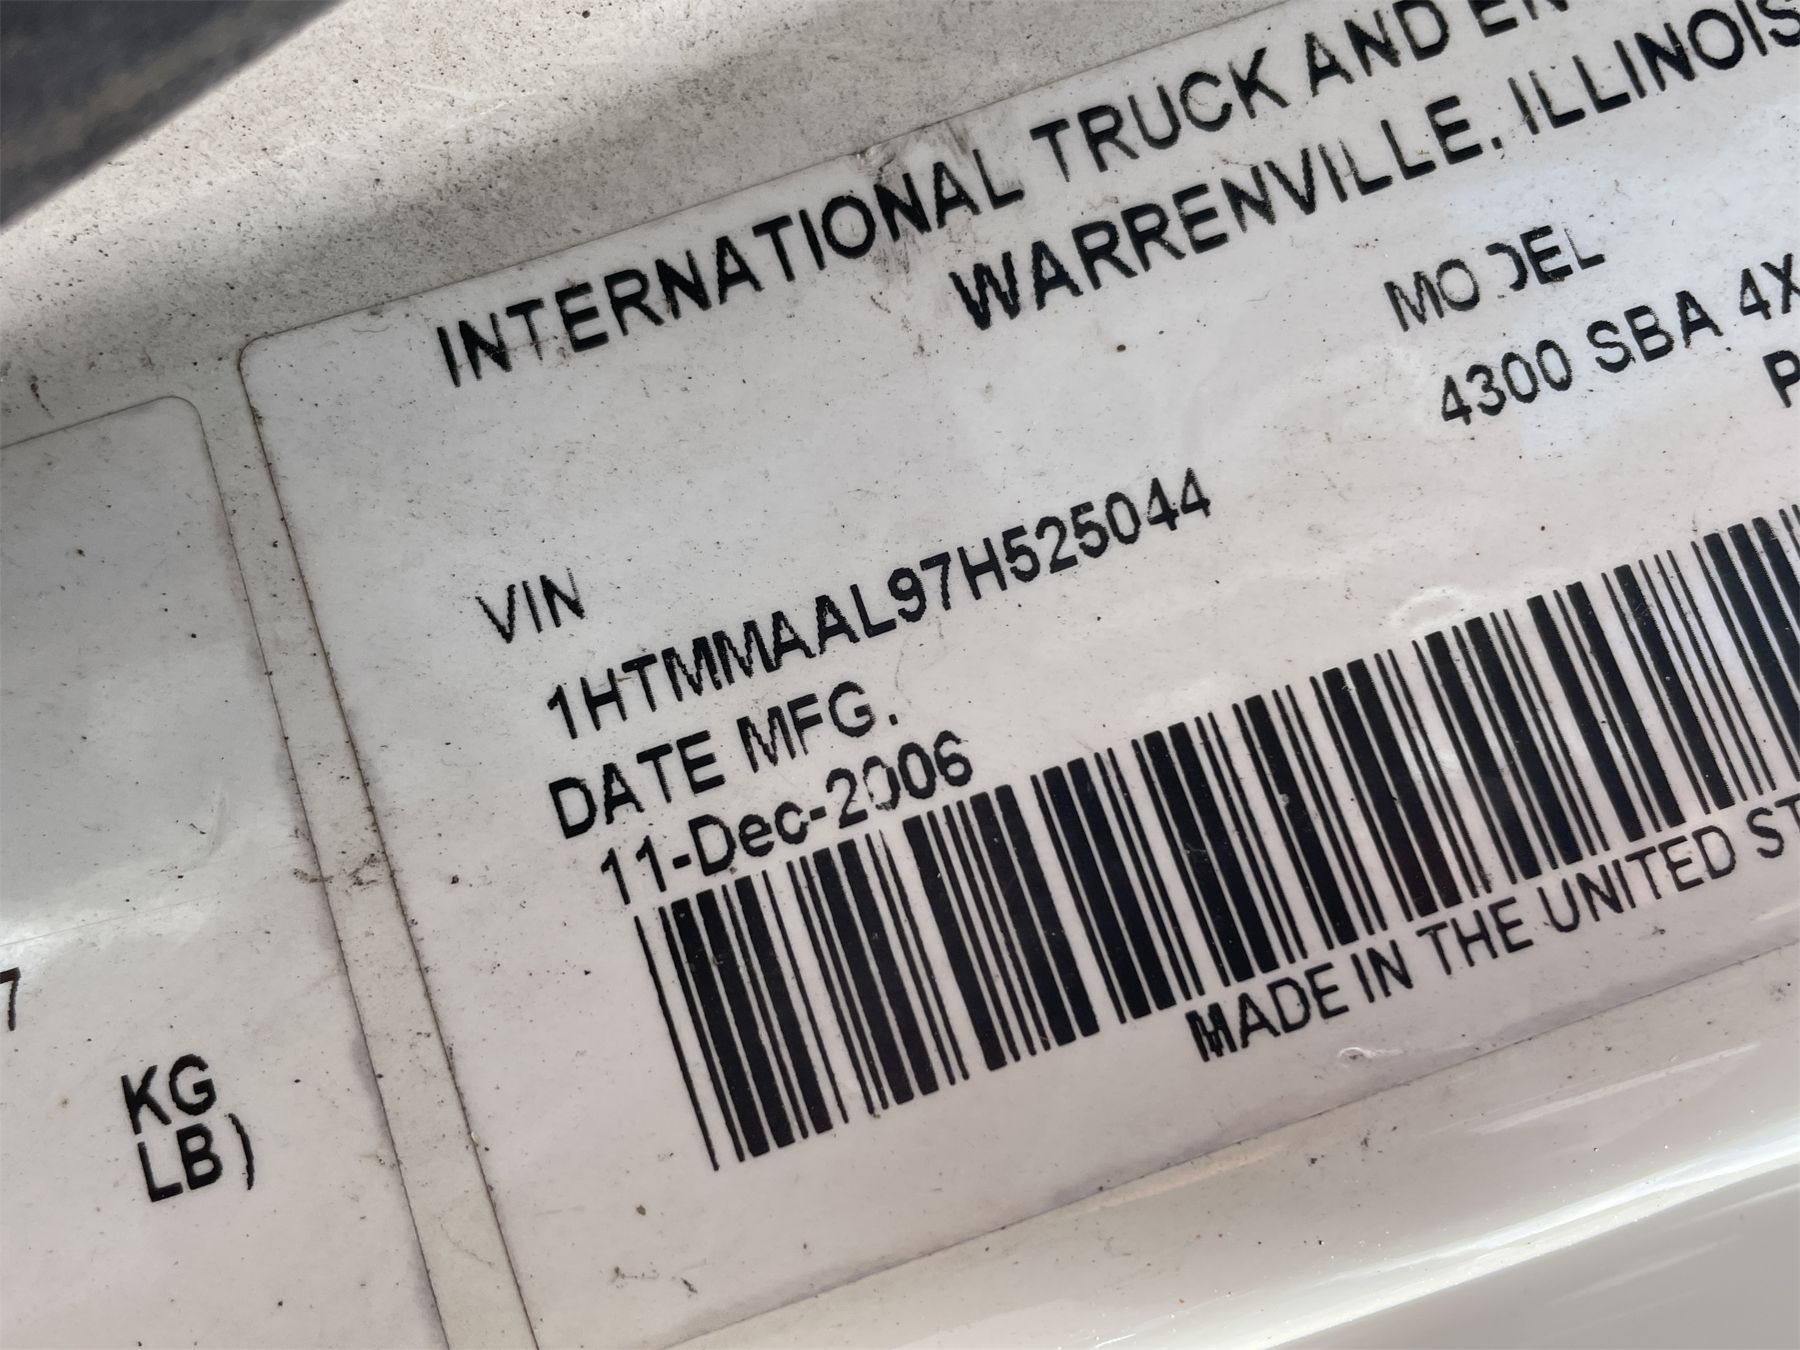 INTERNATIONAL TRUCK AND EN
WARRENVILLE, ILLINOIS
MODEL
4300 SBA 4X
P
VIN
1HTMMAAL97H525044
DATE MFG.
11-Dec-2006
MADE IN THE UNITED ST
7
KG
LB)